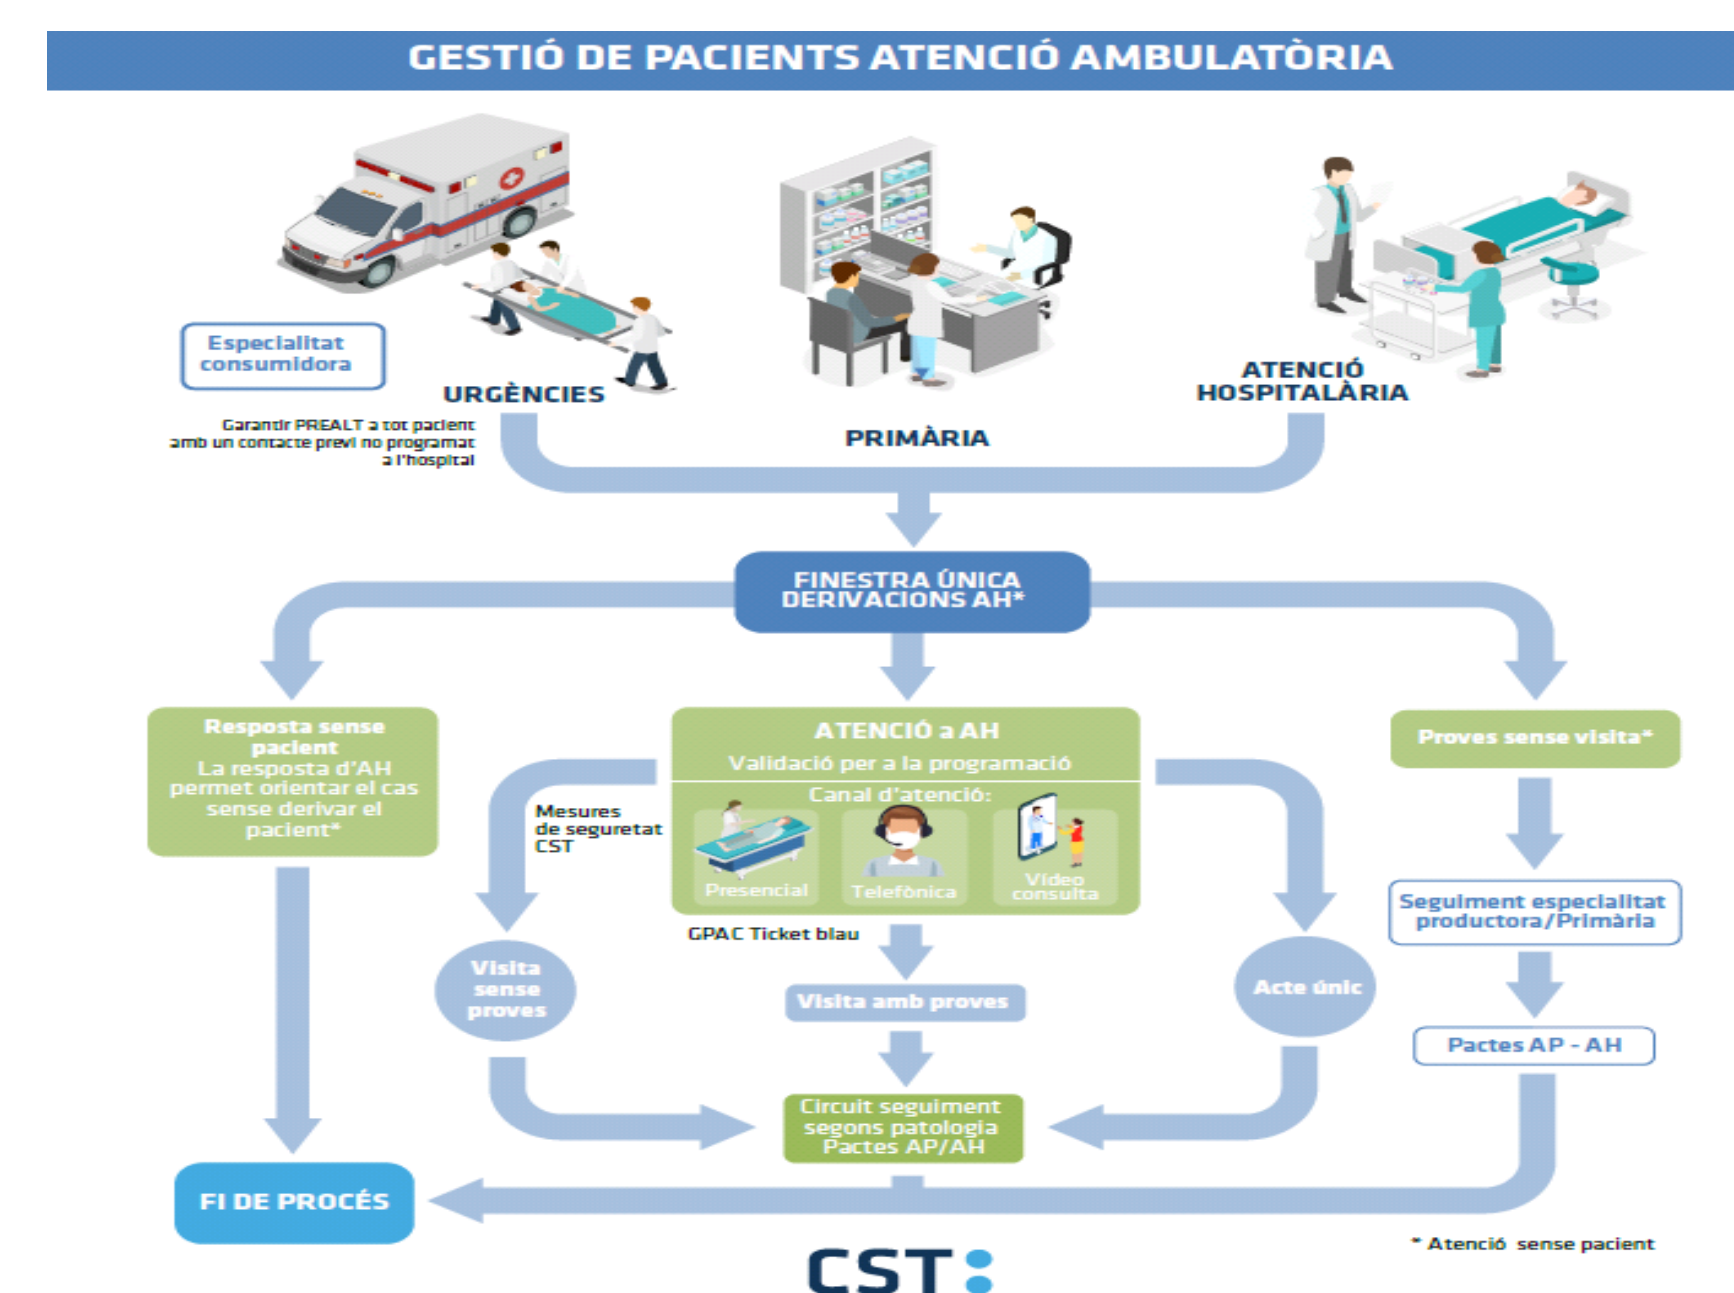 GESTIÓ DE PACIENTS ATENCIÓ AMBULATÒRIA
Especialitat
consumidora
URGÈNCIES
Garantir PREALT a tot pacient
amb un contacte previ no programat
a l'hospital
PRIMÀRIA
ATENCIÓ
HOSPITALÀRIA
FINESTRA ÚNICA
DERIVACIONS AH*
Resposta sense
pacient
La resposta d'AH
permet orientar el cas
sense derivar el
pacient*
Mesures
de seguretat
CST
ATENCIÓ a AH
Validació per a la programació
Canal d'atenció:
Presencial
Telefònica
Vídeo
consulta
Proves sense visita*
Seguiment especialitat
productora/Primària
GPAC Ticket blau
Visita
sense
proves
Visita amb proves
Acte únic
Pactes AP - AH
Circuit seguiment
segons patologia
Pactes AP/AH
FI DE PROCÉS
* Atenció sense pacient
CST